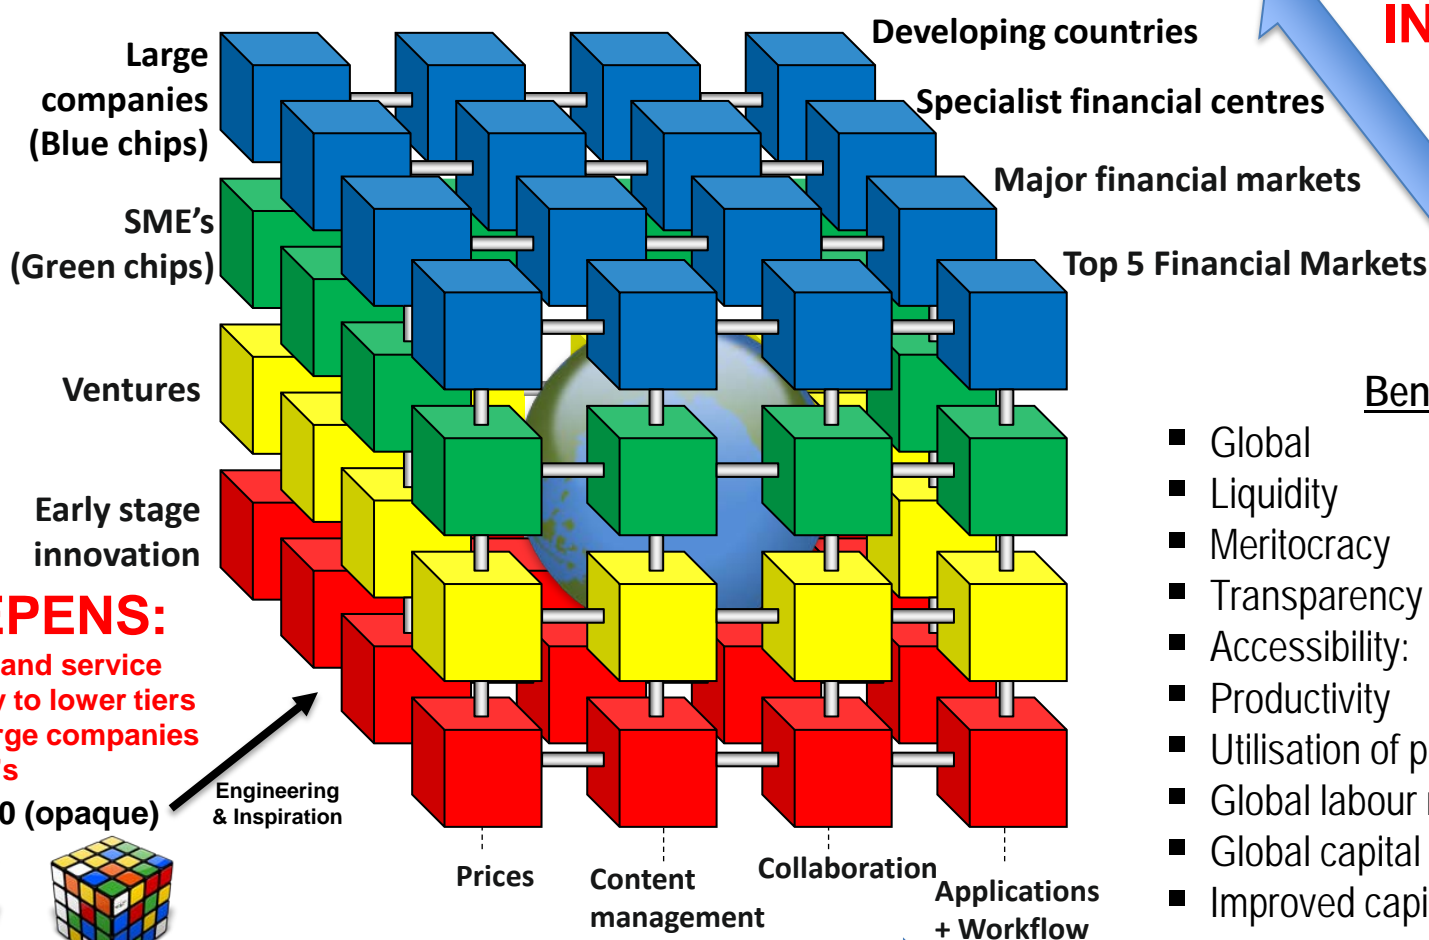 IN
Developing countries
Large
companies
(Blue chips)
Specialist financial centres
Major financial markets
SME's
(Green chips)
Top 5 Financial Markets
Ventures
Ben
Global
Liquidity
Meritocracy
Transparency
Accessibility:
Productivity
Utilisation of p
Global labour
Global capital
Improved capi
Early stage
innovation
EPENS:
and service
y to lower tiers
rge companies
's
0 (opaque)
Engineering
& Inspiration
Prices
Content
management
Collaboration
Applications
+ Workflow